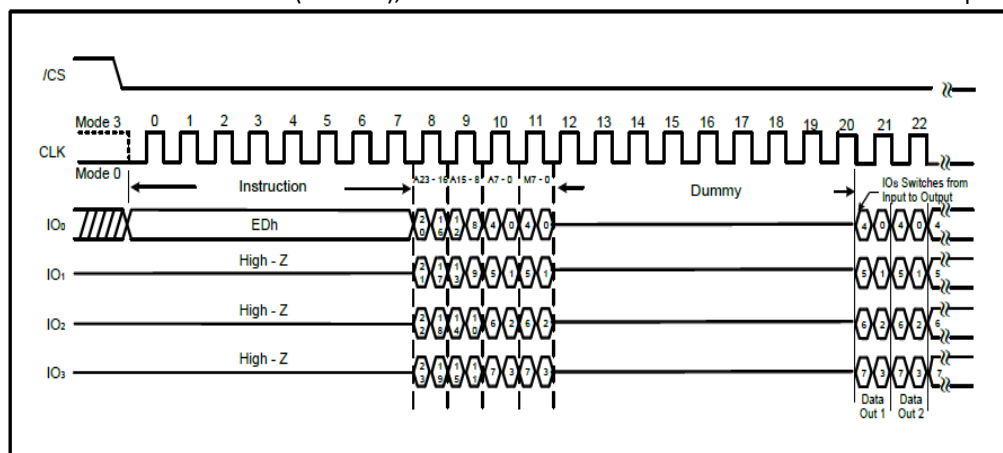 /CS
Mode 3 0 1 2 3 4 5 6 7 8 9 10 11 12 13 14 15 16 17 18 19 20 21 22
CLK
Mode 0
Instruction A23 - 16 A15 - 8 A7 - 0 M7 - 0 Dummy
IOs Switches from
Input to Output
IO0 EDh 20 16 12 8 4 0 4 0 4 0 4 0 4
High - Z
IO1 21 17 13 9 5 1 5 1 5 1 5 1 5
High - Z
IO2 22 18 14 10 6 2 6 2 6 2 6 2 6
High - Z
IO3 23 19 15 11 7 3 7 3 7 3 7 3 7
Data Data
Out 1 Out 2